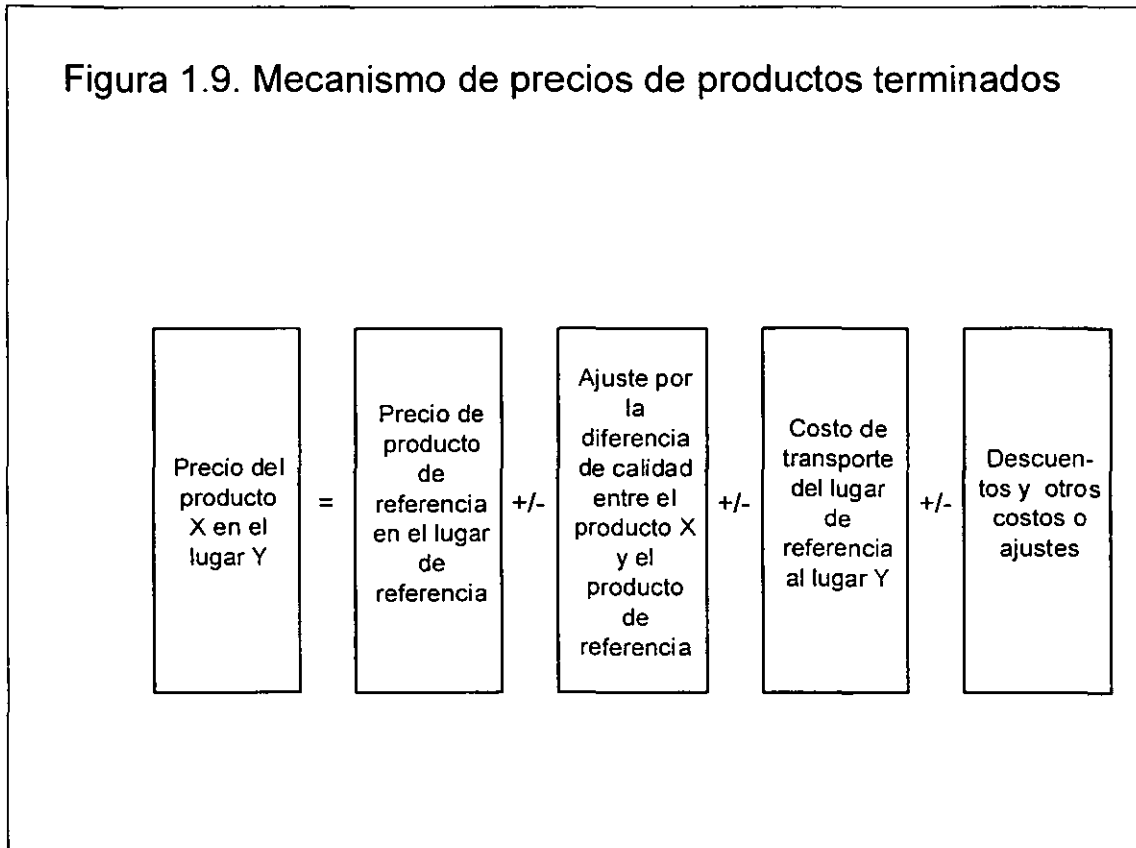 Figura 1.9. Mecanismo de precios de productos terminados
Precio del
producto
X en el
lugar Y
=
Precio de
producto
de
referencia
en el lugar
de
referencia
+/-
Ajuste por
la
diferencia
de calidad
entre el
producto X
y el
producto
de
referencia
+/-
Costo de
transporte
del lugar
de
referencia
al lugar Y
+/-
Descuen-
tos y otros
costos o
ajustes